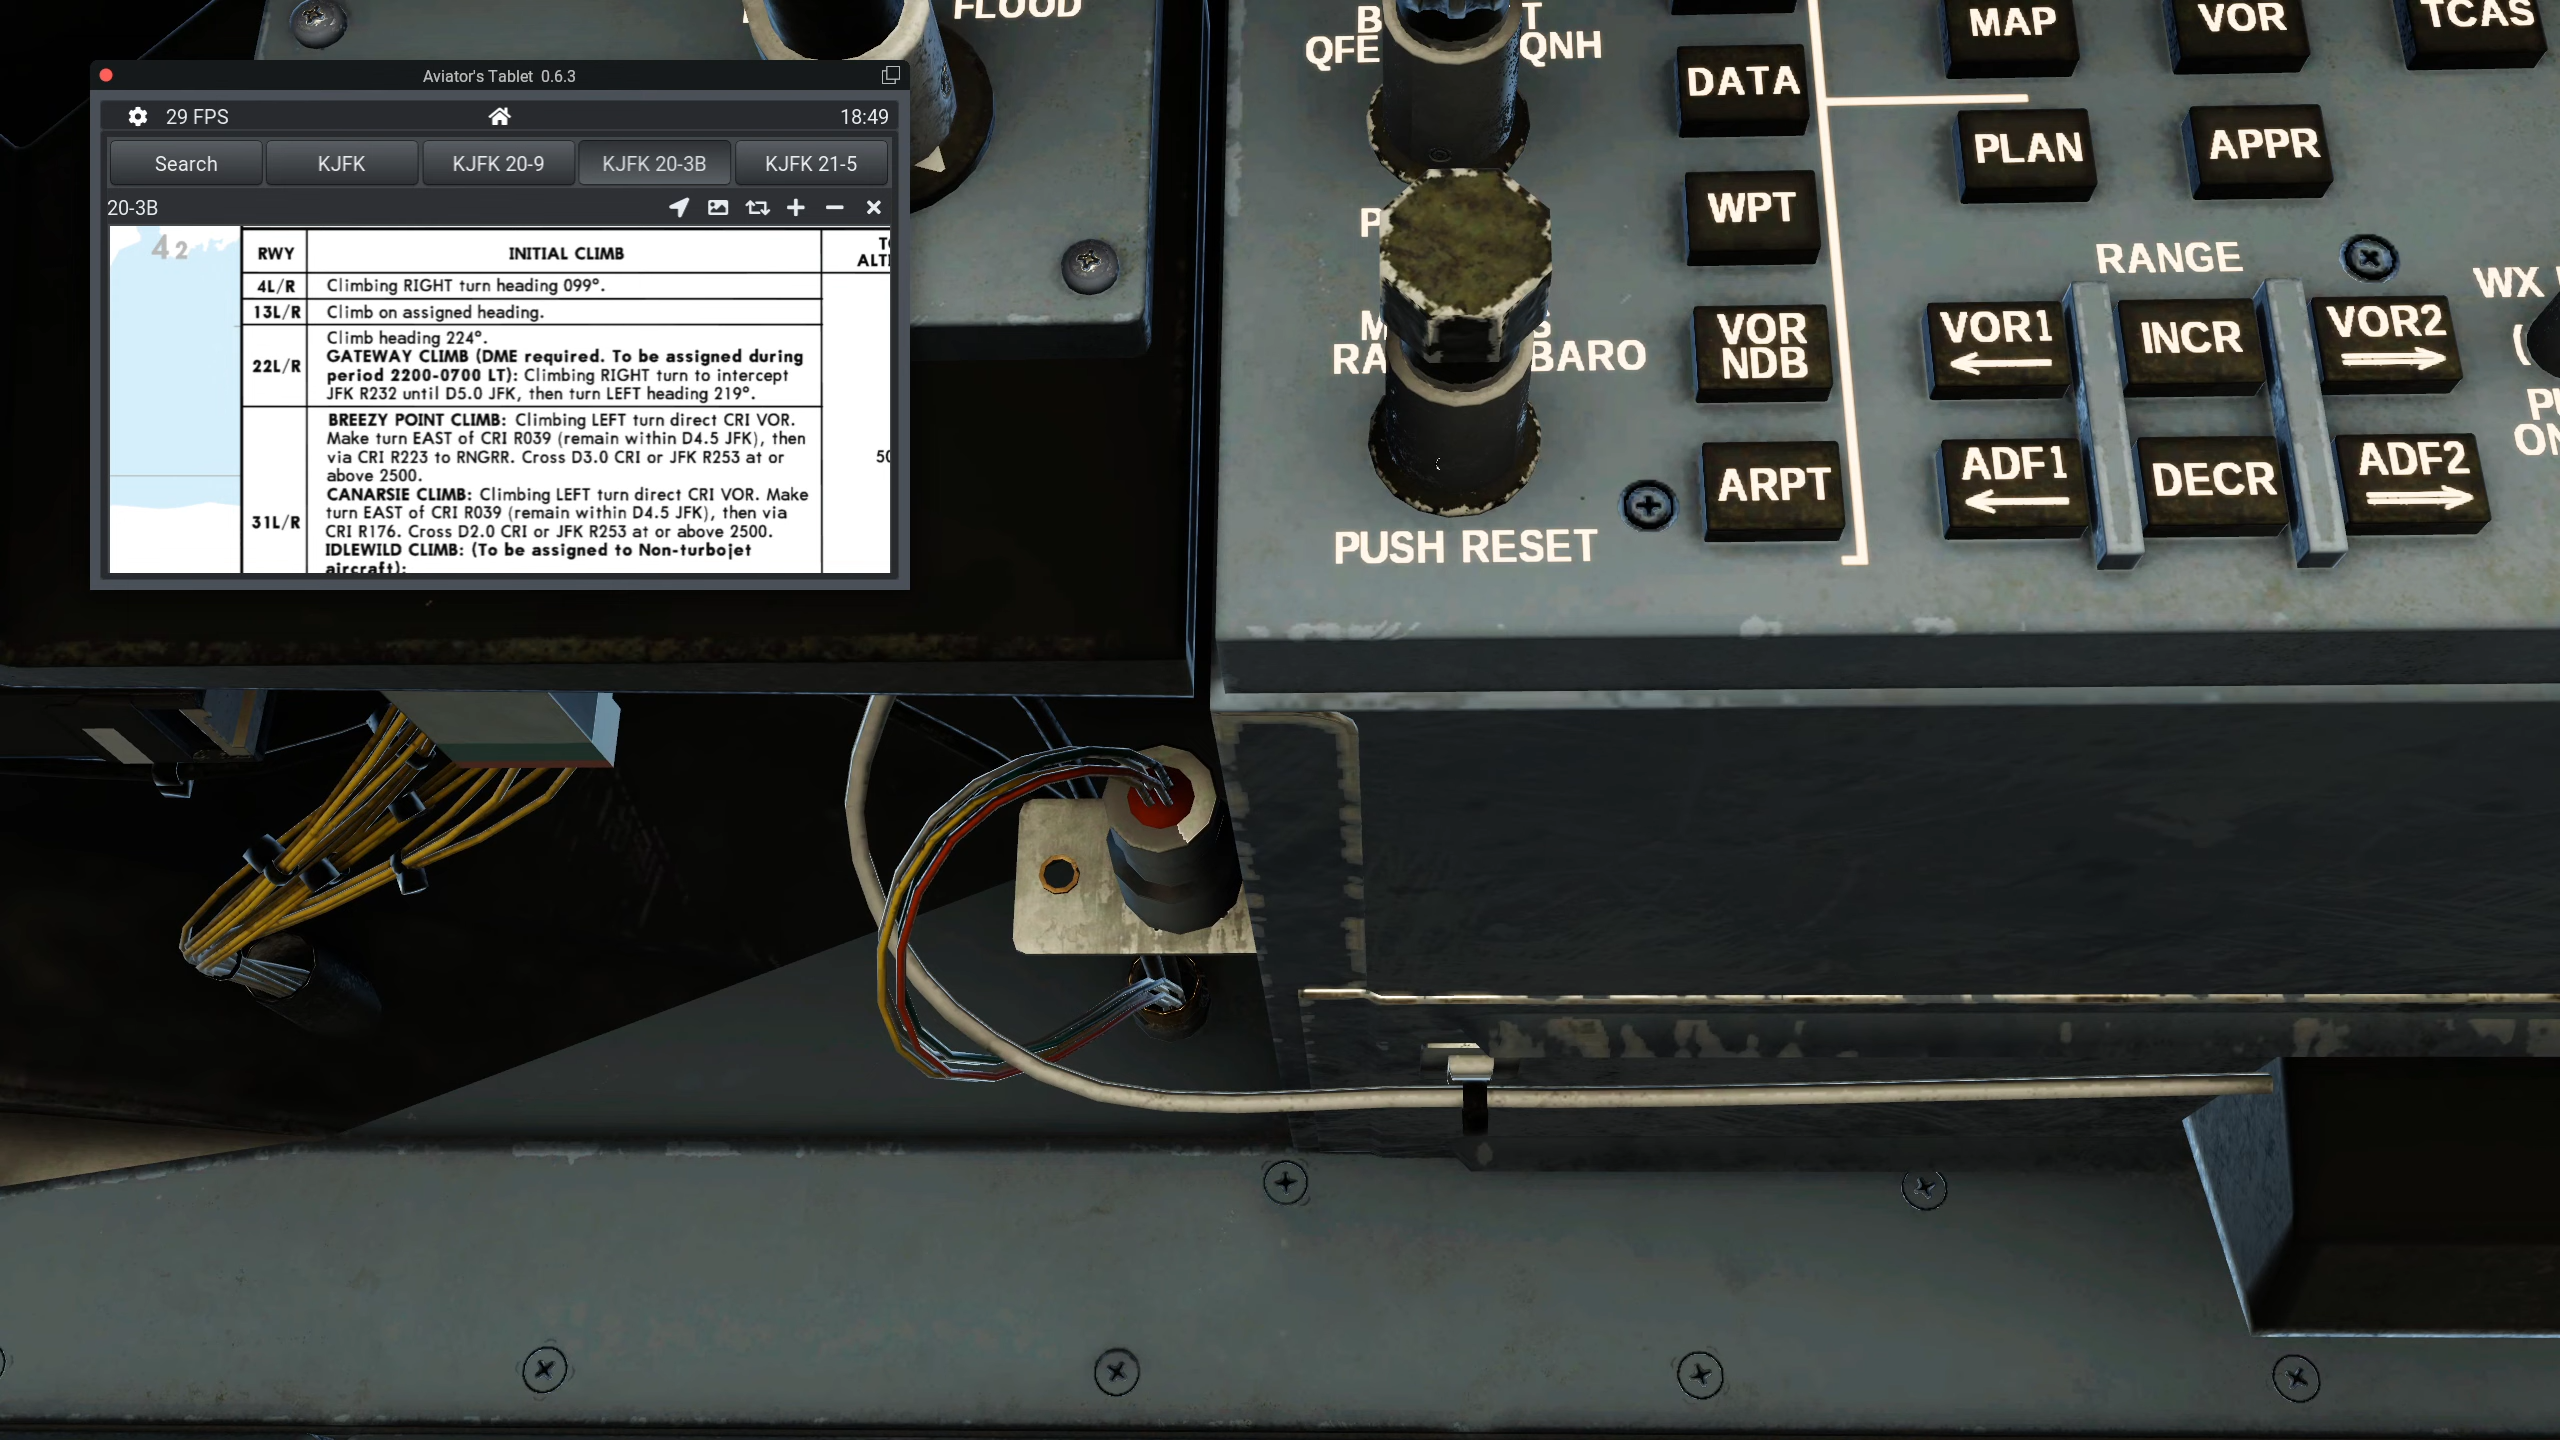 FLOOD
Aviator's Tablet 0.6.3
29 FPS
18:49
Search
KJFK
KJFK 20-9
KJFK 20-3B
KJFK 21-5
20-3B
42
RWY
INITIAL CLIMB
4L/R
Climbing RIGHT turn heading 099°.
13L/R
Climb on assigned heading.
22L/R
Climb heading 224°.
GATEWAY CLIMB (DME required. To be assigned during
period 2200-0700 LT): Climbing RIGHT turn to intercept
JFK R232 until D5.0 JFK, then turn LEFT heading 219°.
31L/R
BREEZY POINT CLIMB: Climbing LEFT turn direct CRI VOR.
Make turn EAST of CRI R039 (remain within D4.5 JFK), then
via CRI R223 to RNGRR. Cross D3.0 CRI or JFK R253 at or
above 2500.
CANARSIE CLIMB: Climbing LEFT turn direct CRI VOR. Make
turn EAST of CRI R039 (remain within D4.5 JFK), then via
CRI R176. Cross D2.0 CRI or JFK R253 at or above 2500.
IDLEWILD CLIMB: (To be assigned to Non-turbojet
aircraft):
QFE
QNH
BARO
PUSH RESET
DATA
WPT
VOR
NDB
ARPT
MAP
VOR
TCAS
PLAN
APPR
RANGE
WX
VOR1
INCR
VOR2
ADF1
DECR
ADF2